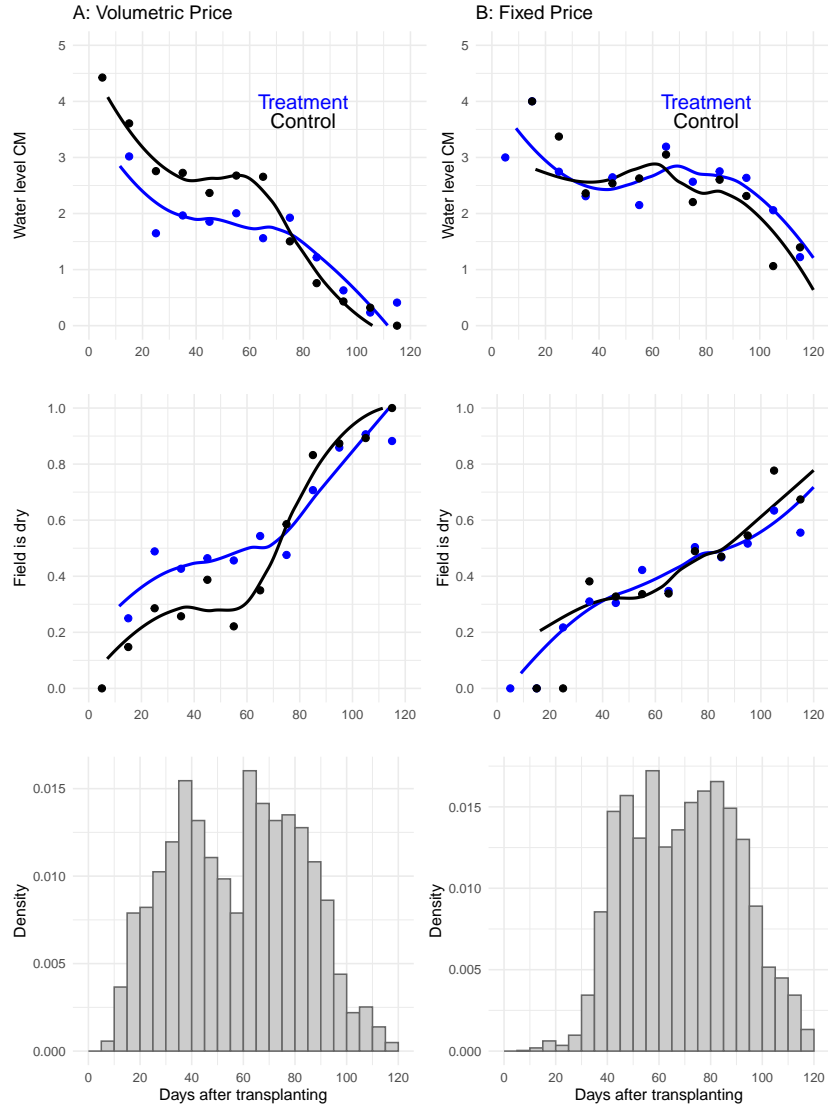 A: Volumetric Price
B: Fixed Price
5
4
3
2
1
0
Water level CM
Treatment
Control
0 20 40 60 80 100 120
5
4
3
2
1
0
Water level CM
Treatment
Control
0 20 40 60 80 100 120
1.0
0.8
0.6
0.4
0.2
0.0
Field is dry
0 20 40 60 80 100 120
1.0
0.8
0.6
0.4
0.2
0.0
Field is dry
0 20 40 60 80 100 120
0.015
0.010
0.005
0.000
Density
0 20 40 60 80 100 120
Days after transplanting
0.015
0.010
0.005
0.000
Density
0 20 40 60 80 100 120
Days after transplanting